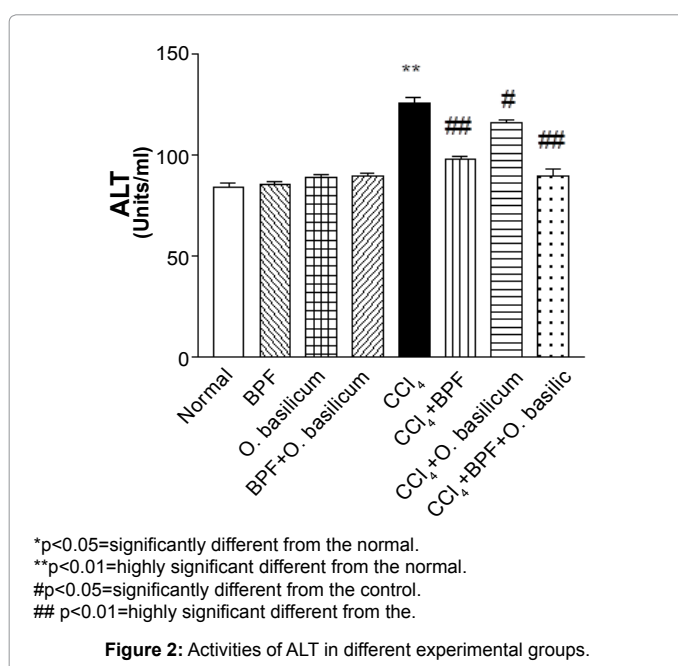 150
100
50
0
ALT
(Units/ml)
**
##
#
##
Normal
BPF
O. basilicum
BPF+O. basilicum
CCl₄
CCl₄+BPF
CCl₄+O. basilicum
CCl₄+BPF+O. basilic
*p<0.05=significantly different from the normal.
**p<0.01=highly significant different from the normal.
#p<0.05=significantly different from the control.
## p<0.01=highly significant different from the.
Figure 2: Activities of ALT in different experimental groups.